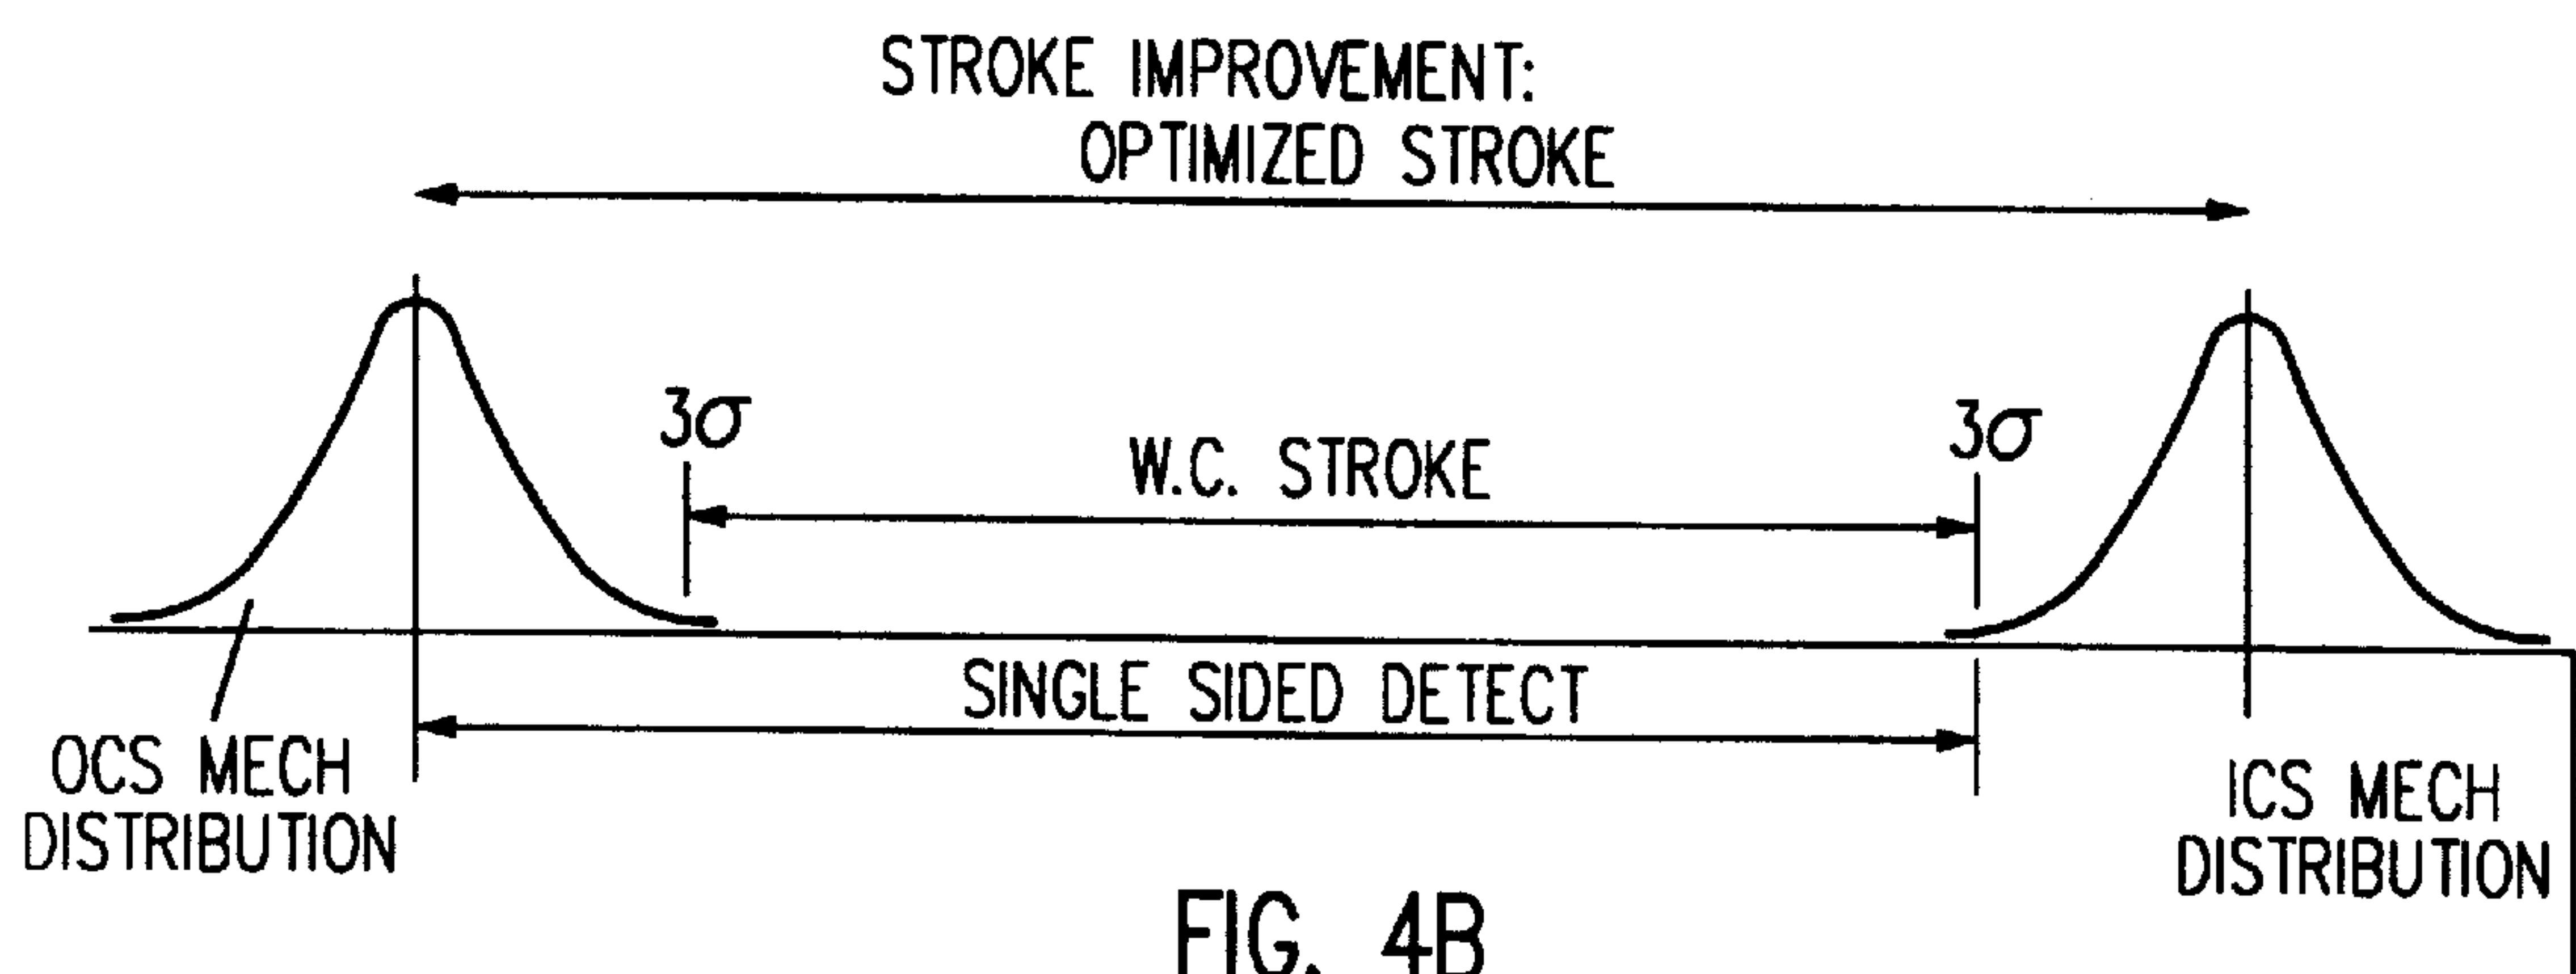 STROKE IMPROVEMENT:
OPTIMIZED STROKE
3σ
3σ
W.C. STROKE
SINGLE SIDED DETECT
OCS MECH
DISTRIBUTION
ICS MECH
DISTRIBUTION
FIG. 4B